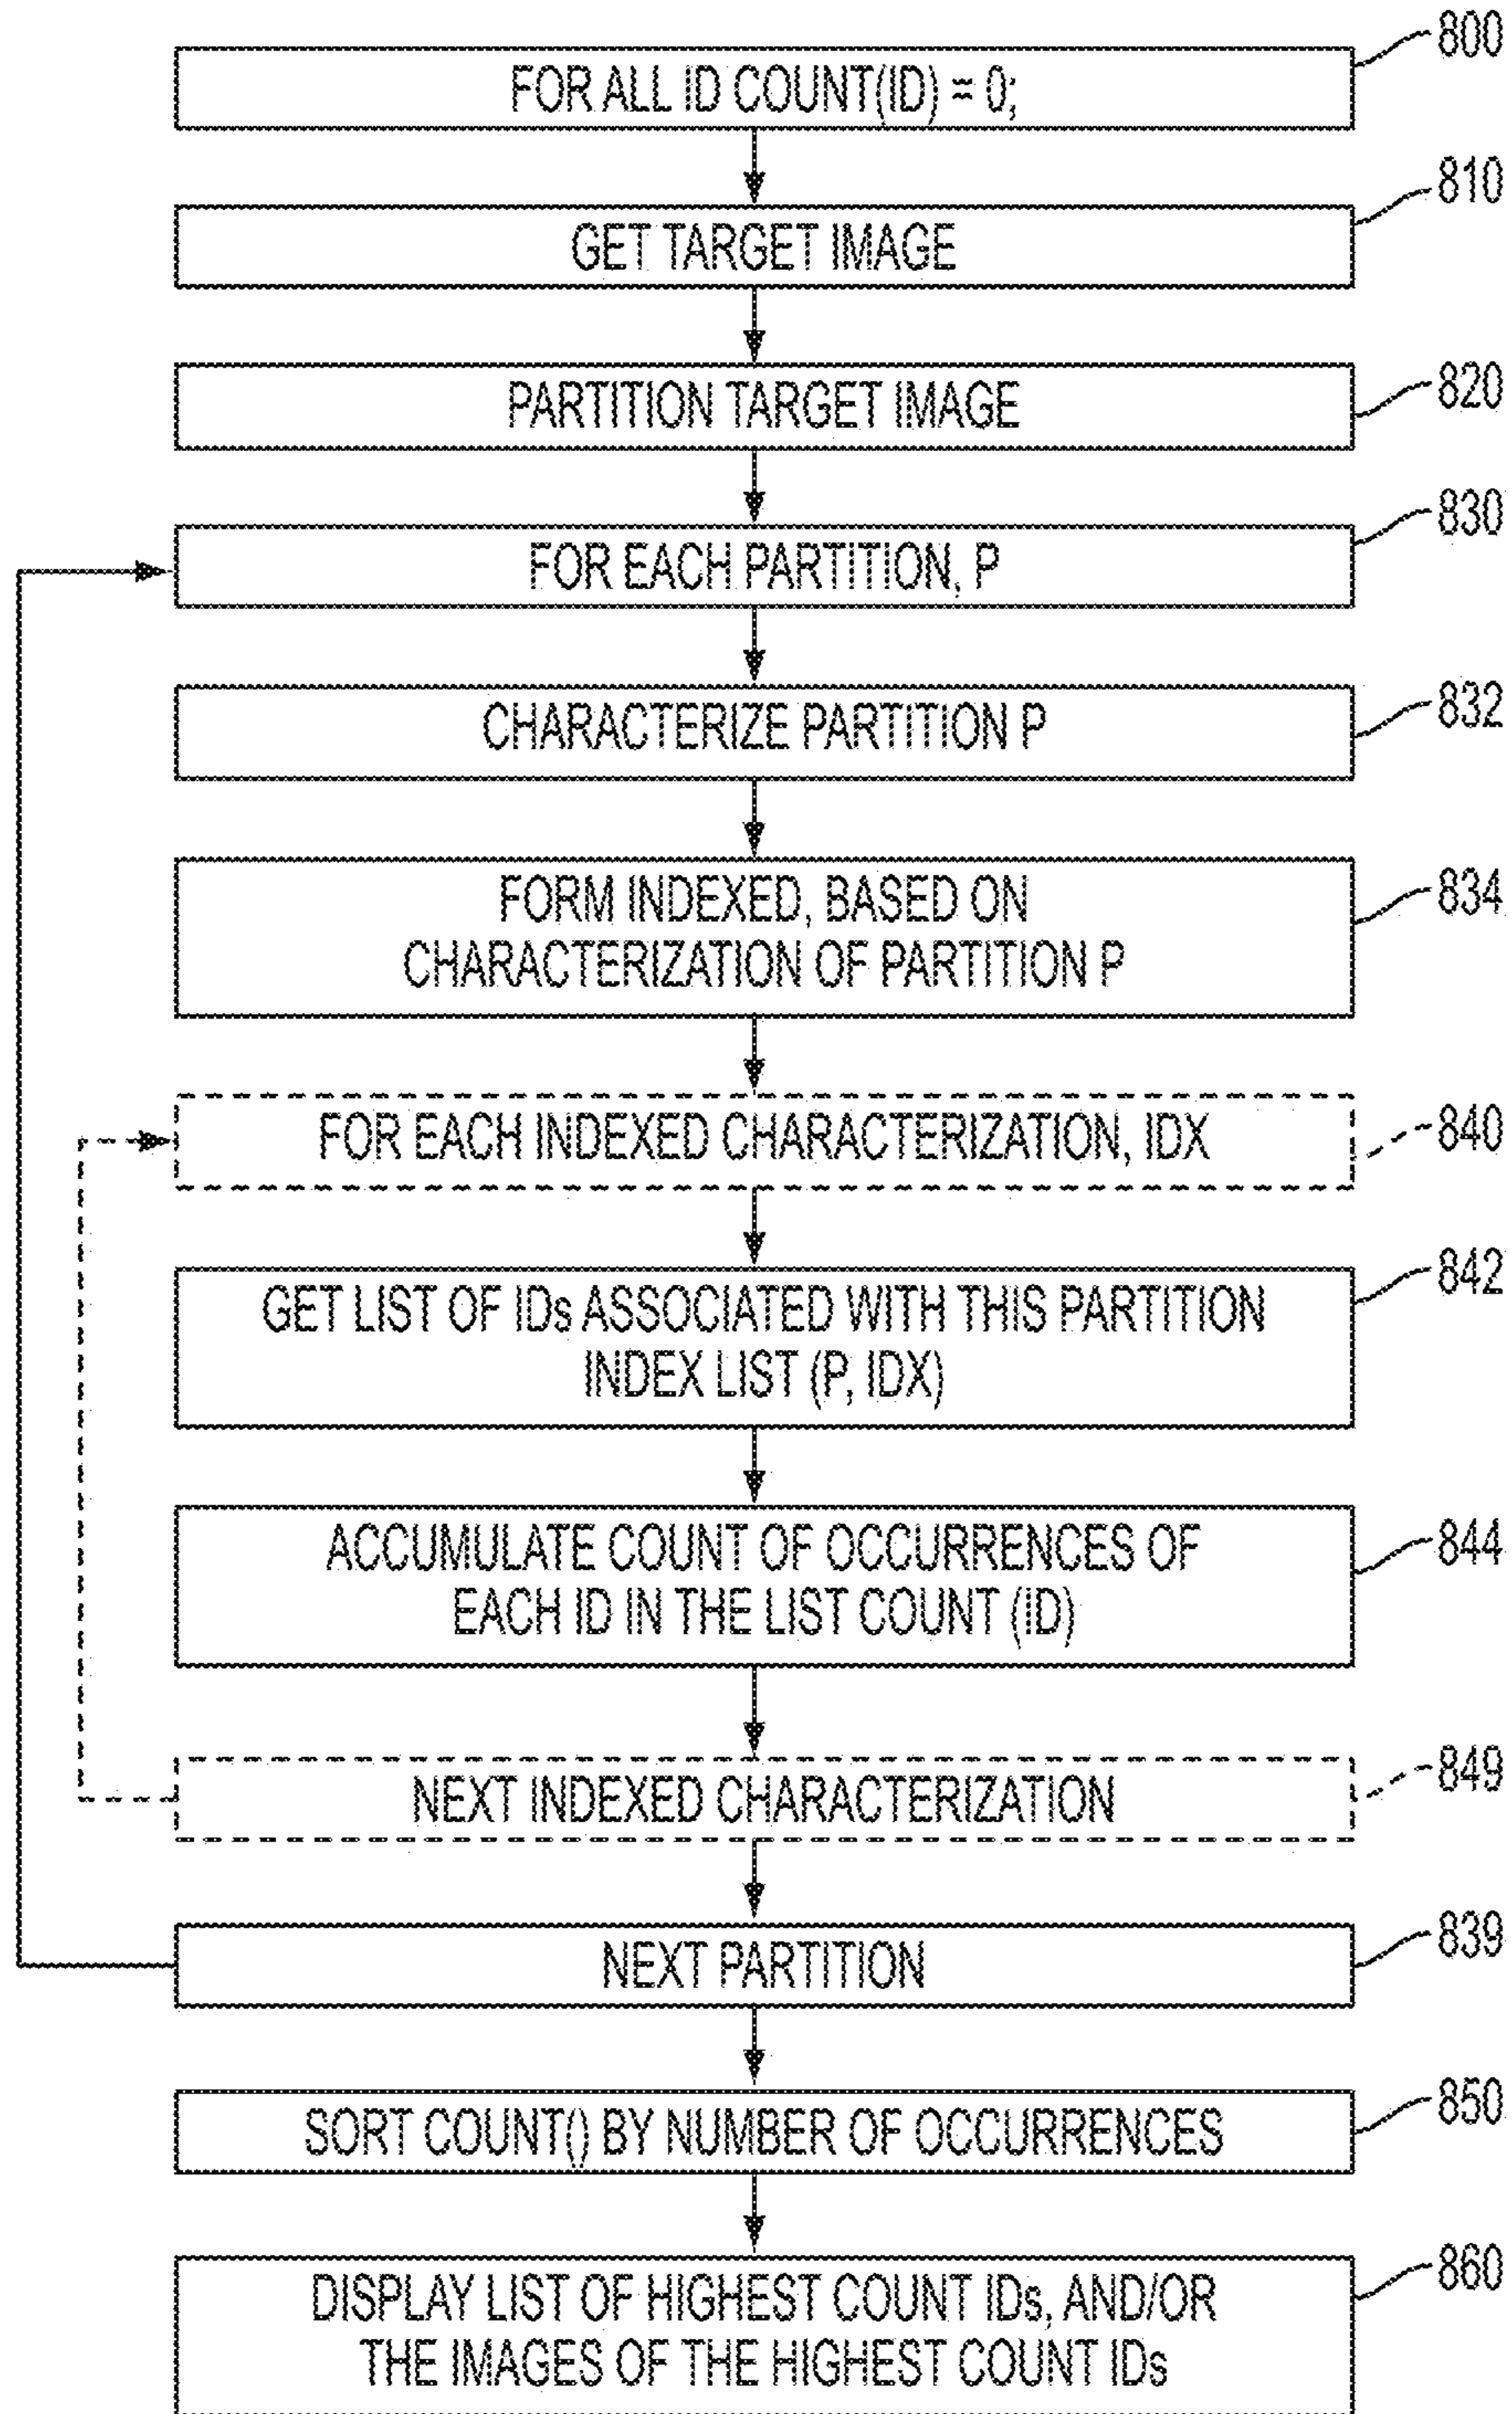 800
FOR ALL ID COUNT(ID) = 0;
810
GET TARGET IMAGE
820
PARTITION TARGET IMAGE
830
FOR EACH PARTITION, P
832
CHARACTERIZE PARTITION P
834
FORM INDEXED, BASED ON
CHARACTERIZATION OF PARTITION P
840
FOR EACH INDEXED CHARACTERIZATION, IDX
842
GET LIST OF IDs ASSOCIATED WITH THIS PARTITION
INDEX LIST (P, IDX)
844
ACCUMULATE COUNT OF OCCURRENCES OF
EACH ID IN THE LIST COUNT (ID)
849
NEXT INDEXED CHARACTERIZATION
839
NEXT PARTITION
850
SORT COUNT() BY NUMBER OF OCCURRENCES
860
DISPLAY LIST OF HIGHEST COUNT IDs, AND/OR
THE IMAGES OF THE HIGHEST COUNT IDs